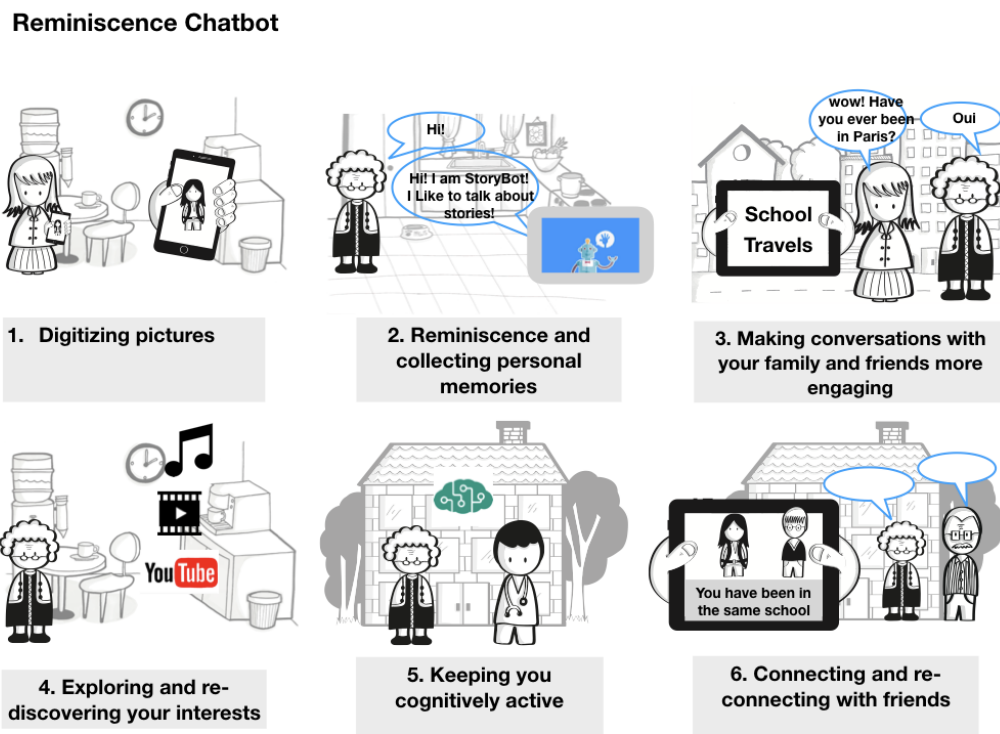 Reminiscence Chatbot
Hi!
Hi! I am StoryBot!
I Like to talk about
stories!
wow! Have
you ever been
in Paris?
Oui
School
Travels
1. Digitizing pictures
2. Reminiscence and
collecting personal
memories
3. Making conversations with
your family and friends more
engaging
YouTube
You have been in
the same school
4. Exploring and re-
discovering your interests
5. Keeping you
cognitively active
6. Connecting and re-
connecting with friends